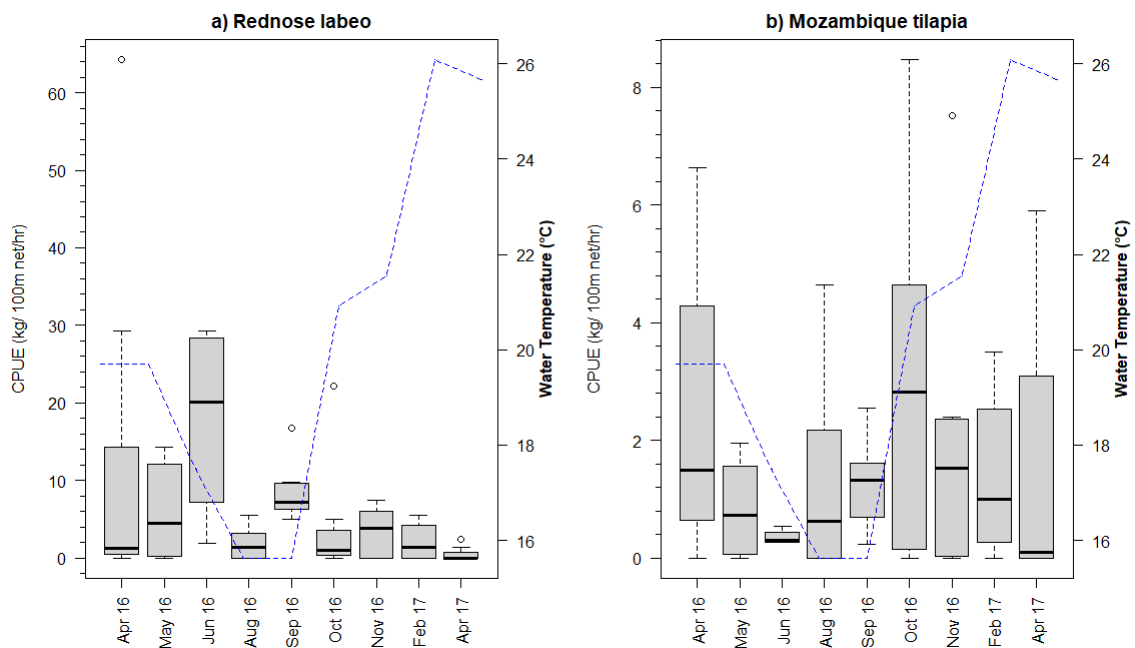 a) Rednose labeo
CPUE (kg/ 100m net/hr)
60
50
40
30
20
10
0
26
24
22
20
18
16
Water Temperature (°C)
Apr 16
May 16
Jun 16
Aug 16
Sep 16
Oct 16
Nov 16
Feb 17
Apr 17
b) Mozambique tilapia
CPUE (kg/ 100m net/hr)
8
6
4
2
0
26
24
22
20
18
16
Water Temperature (°C)
Apr 16
May 16
Jun 16
Aug 16
Sep 16
Oct 16
Nov 16
Feb 17
Apr 17